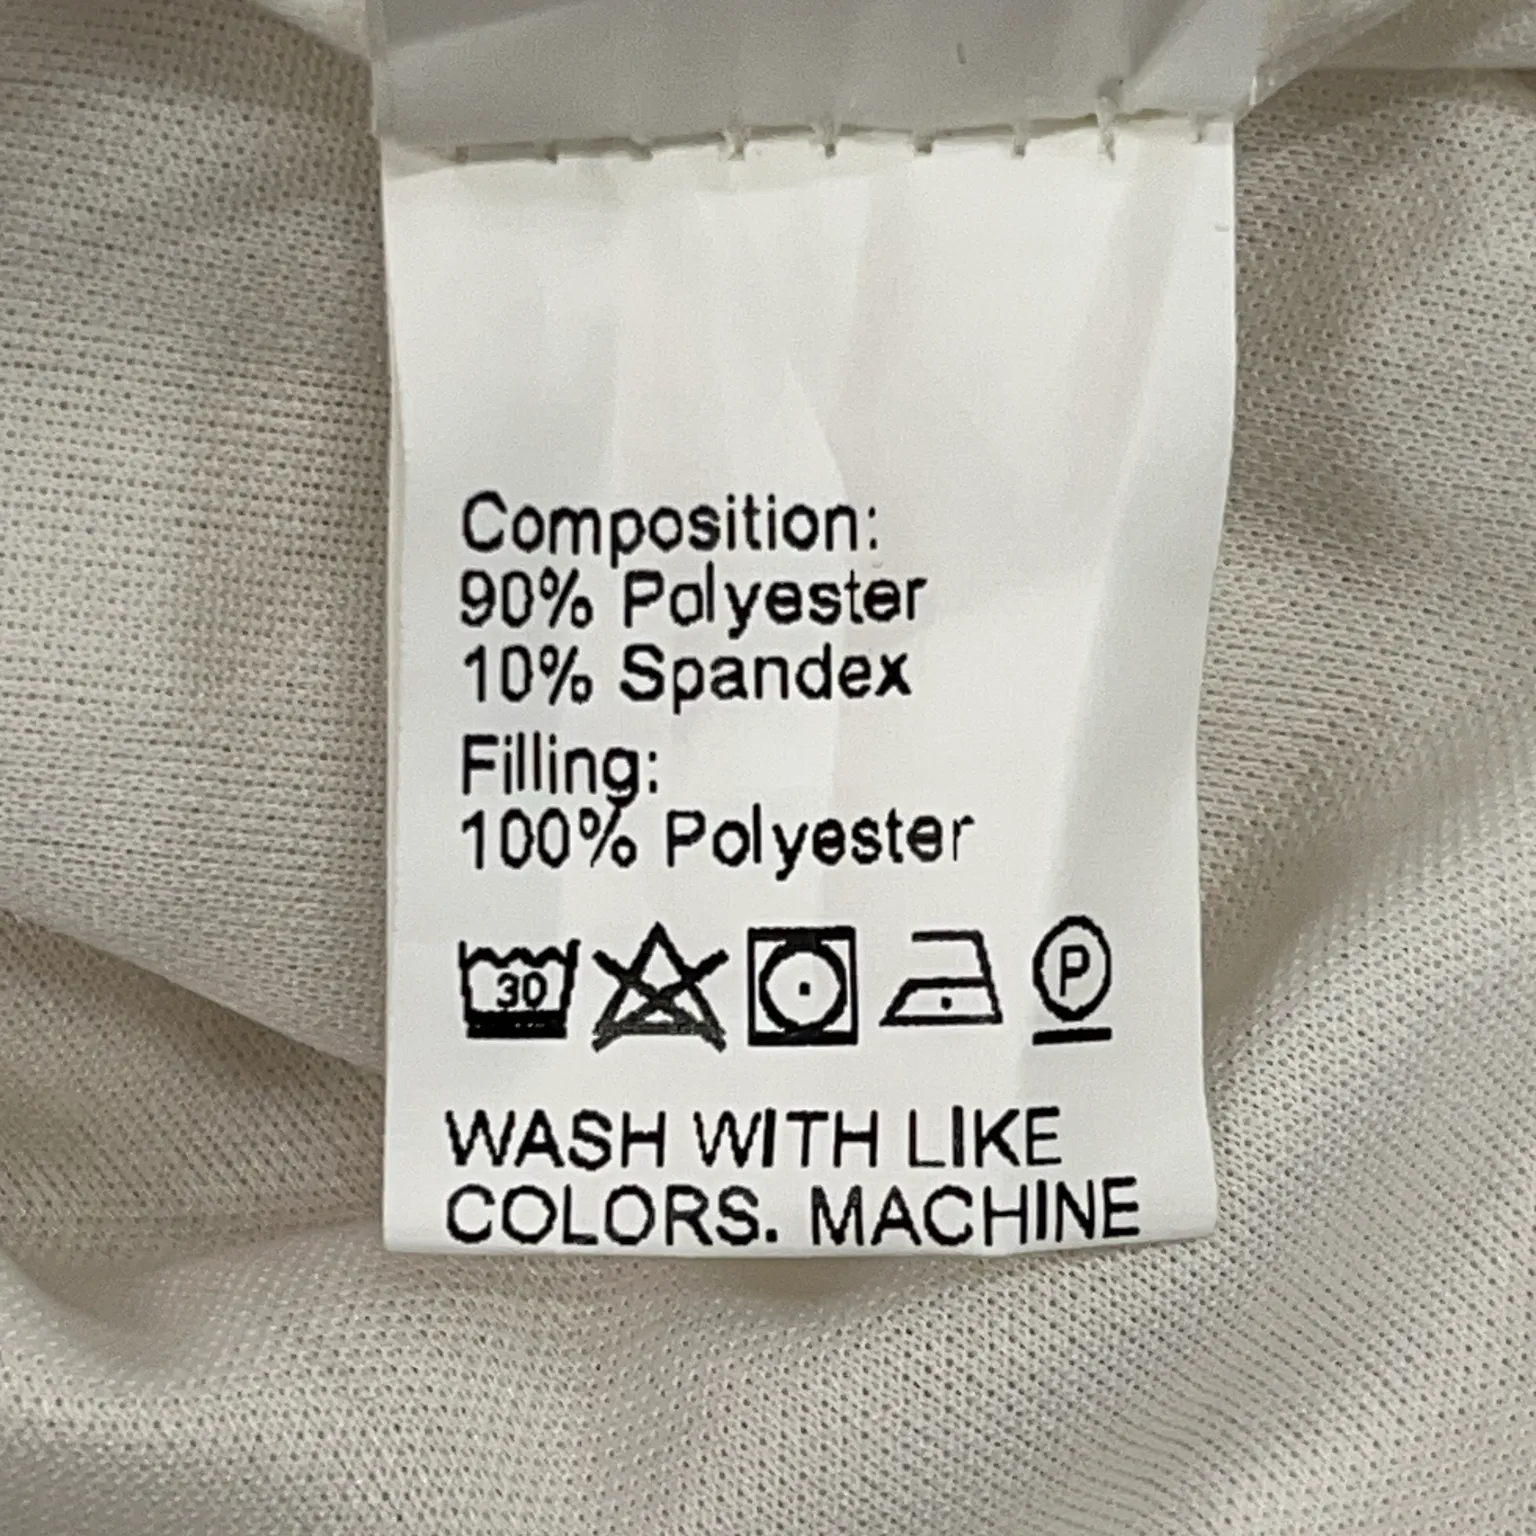 Composition:
90% Polyester
10% Spandex
Filling:
100% Polyester
30 P
WASH WITH LIKE
COLORS. MACHINE